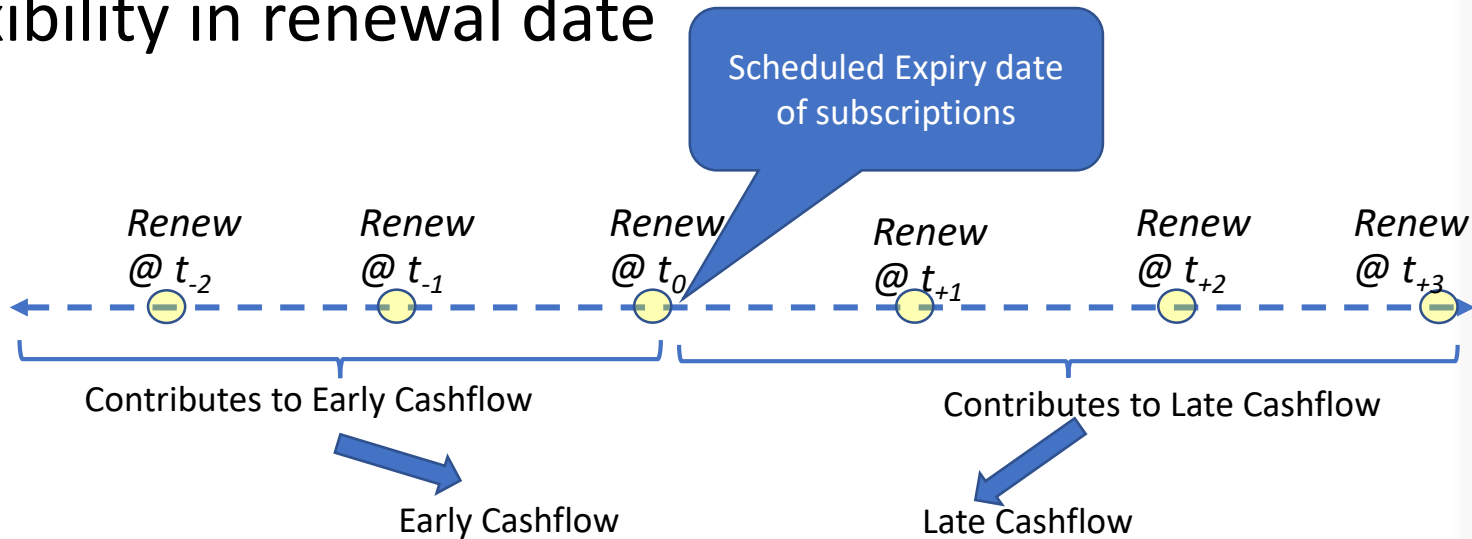 xibility in renewal date
Scheduled Expiry date
of subscriptions
Renew
@ t-2
Renew
@ t-1
Renew
@ t0
Renew
@ t+1
Renew
@ t+2
Renew
@ t+3
Contributes to Early Cashflow
Contributes to Late Cashflow
Early Cashflow
Late Cashflow